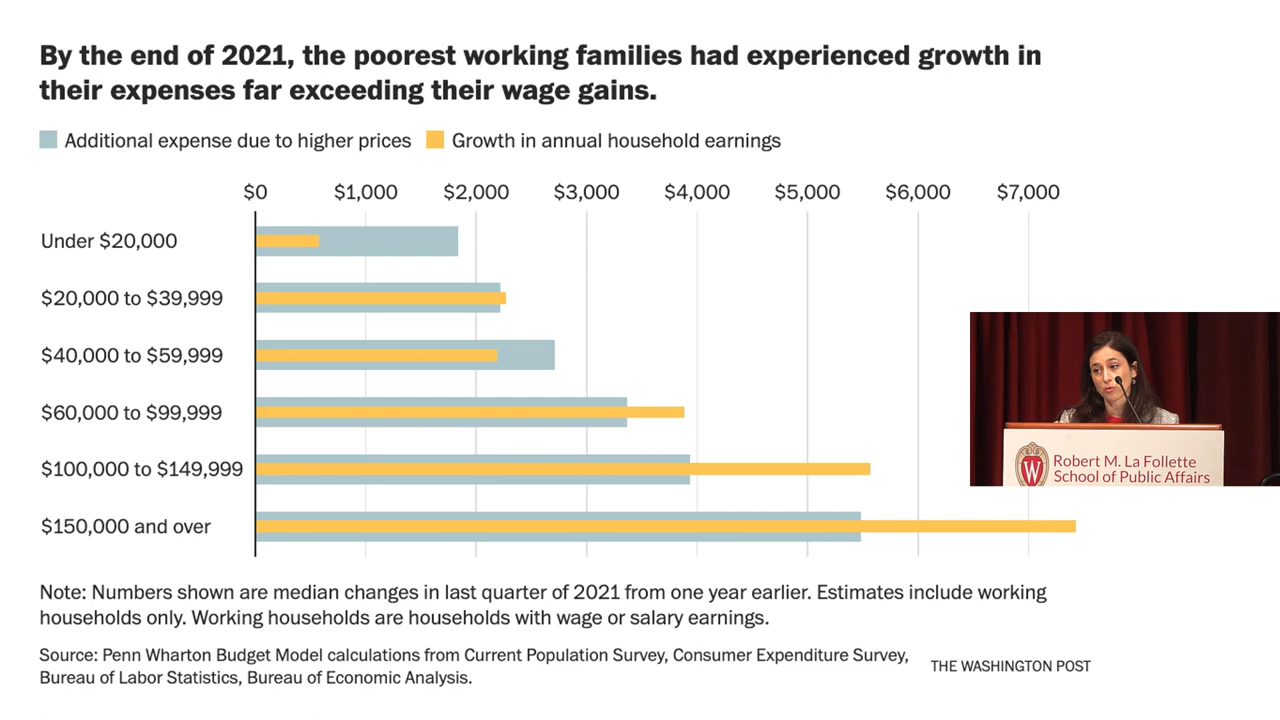 By the end of 2021, the poorest working families had experienced growth in
their expenses far exceeding their wage gains.
Additional expense due to higher prices Growth in annual household earnings
$0 $1,000 $2,000 $3,000 $4,000 $5,000 $6,000 $7,000
Under $20,000
$20,000 to $39,999
$40,000 to $59,999
$60,000 to $99,999
$100,000 to $149,999
$150,000 and over
W Robert M. La Follette
School of Public Affairs
Note: Numbers shown are median changes in last quarter of 2021 from one year earlier. Estimates include working
households only. Working households are households with wage or salary earnings.
Source: Penn Wharton Budget Model calculations from Current Population Survey, Consumer Expenditure Survey,
Bureau of Labor Statistics, Bureau of Economic Analysis.
THE WASHINGTON POST